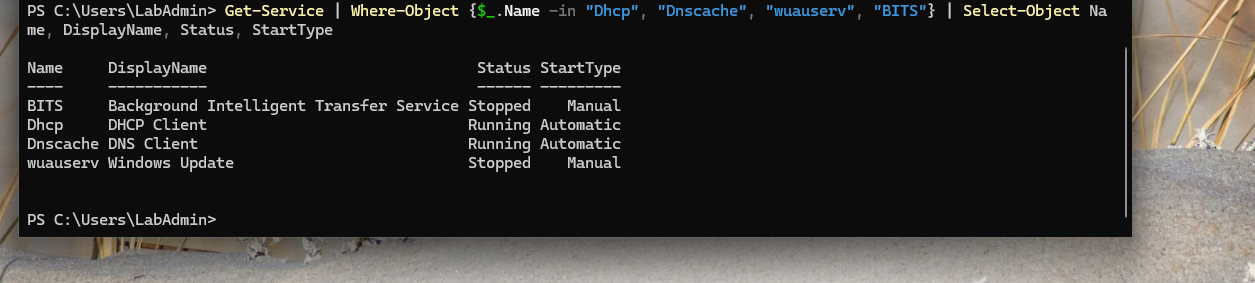 PS C:\Users\LabAdmin> Get-Service | Where-Object {$_.Name -in "Dhcp", "Dnscache", "wuauserv", "BITS"} | Select-Object Na
me, DisplayName, Status, StartType
Name     DisplayName                              Status StartType
----     -----------                              ------ ---------
BITS     Background Intelligent Transfer Service Stopped    Manual
Dhcp     DHCP Client                             Running Automatic
Dnscache DNS Client                              Running Automatic
wuauserv Windows Update                          Stopped    Manual
PS C:\Users\LabAdmin>